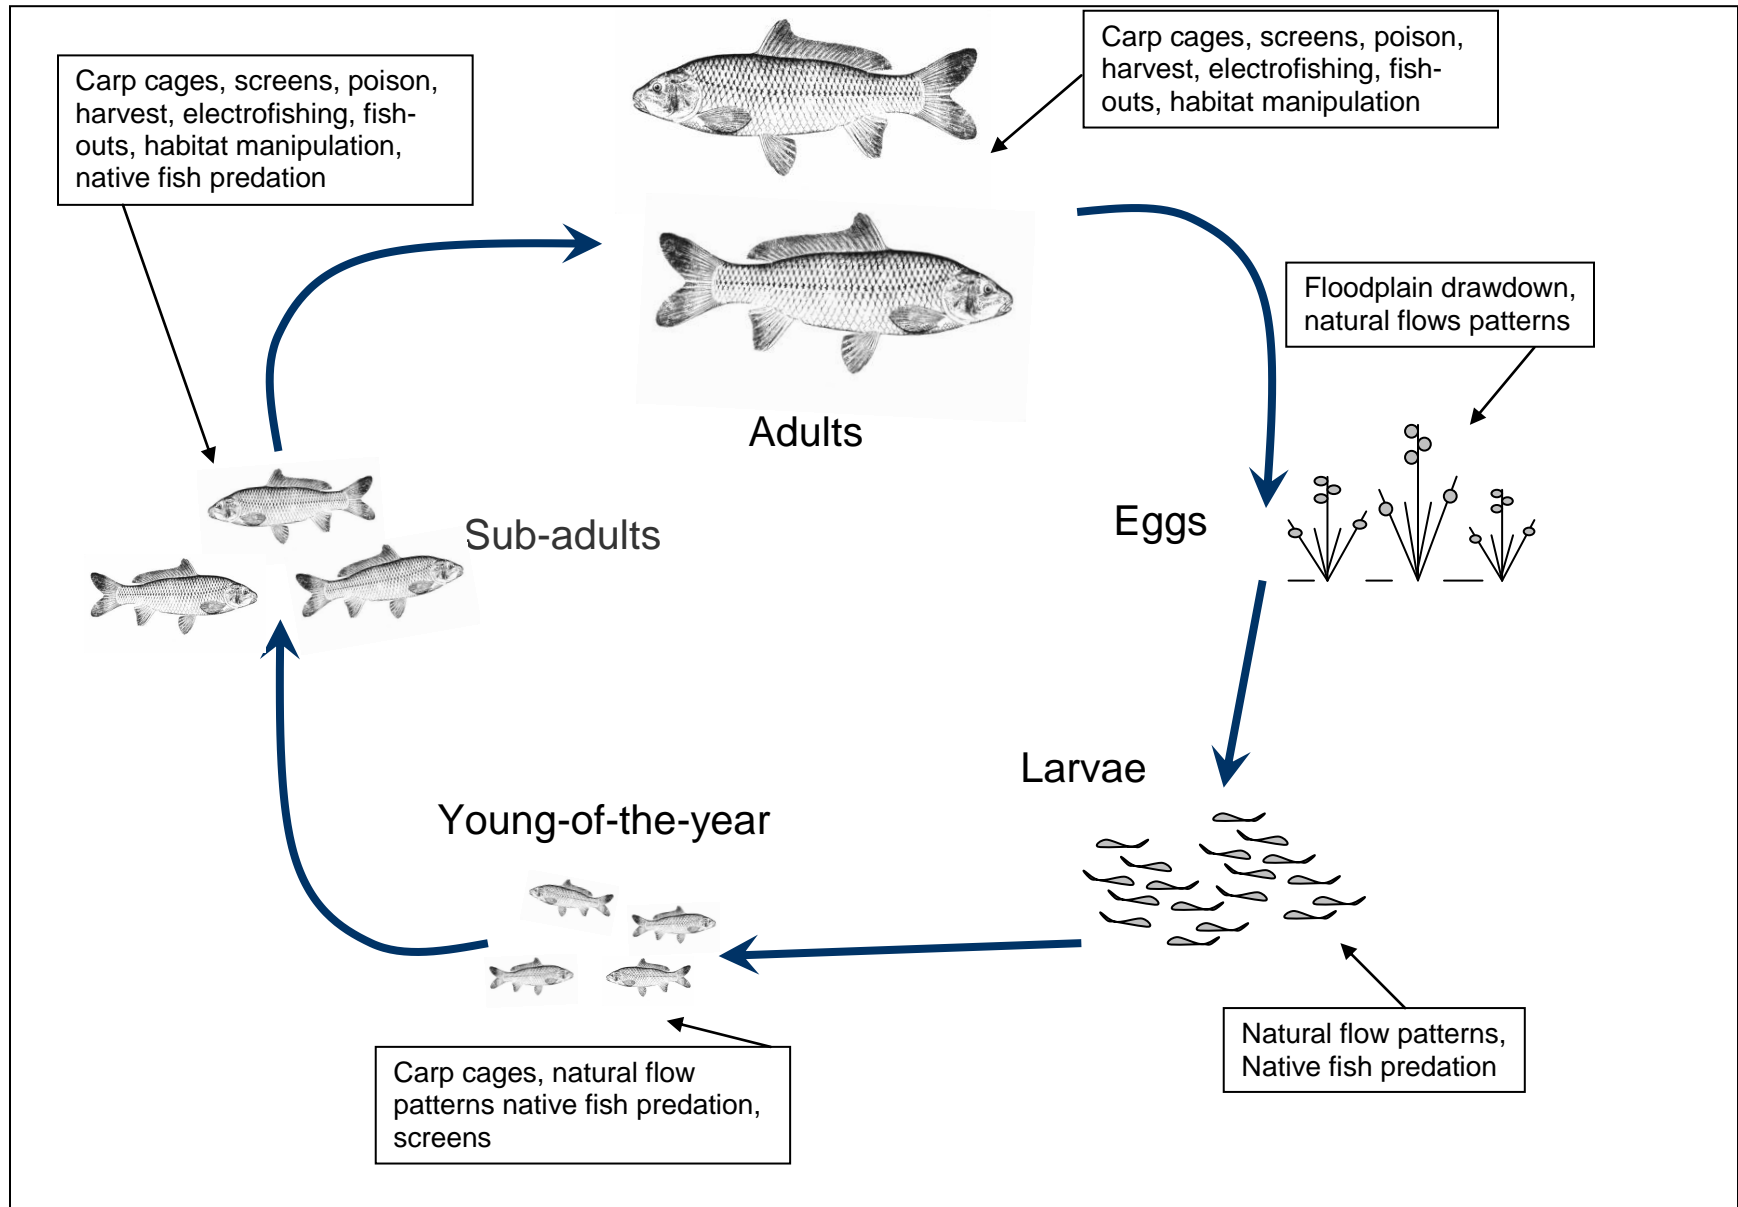 Carp cages, screens, poison,
harvest, electrofishing, fish-
outs, habitat manipulation,
native fish predation
Carp cages, screens, poison,
harvest, electrofishing, fish-
outs, habitat manipulation
Floodplain drawdown,
natural flows patterns
Adults
Sub-adults
Eggs
Larvae
Young-of-the-year
Natural flow patterns,
Native fish predation
Carp cages, natural flow
patterns native fish predation,
screens